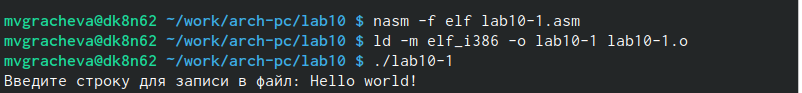 mvgracheva@dk8n62 ~/work/arch-pc/lab10 $ nasm -f elf lab10-1.asm
mvgracheva@dk8n62 ~/work/arch-pc/lab10 $ ld -m elf_i386 -o lab10-1 lab10-1.o
mvgracheva@dk8n62 ~/work/arch-pc/lab10 $ ./lab10-1
Введите строку для записи в файл: Hello world!